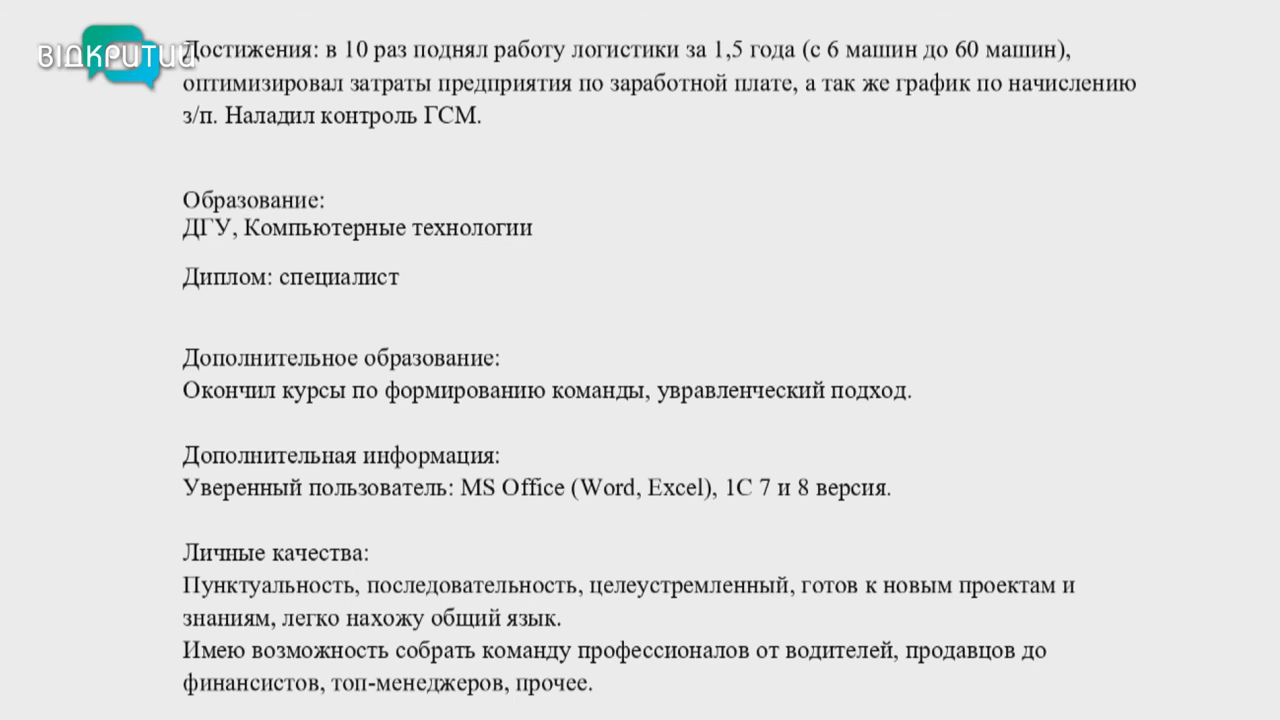 ВІДКРИТИЙ
Достижения: в 10 раз поднял работу логистики за 1,5 года (с 6 машин до 60 машин),
оптимизировал затраты предприятия по заработной плате, а так же график по начислению
з/п. Наладил контроль ГСМ.
Образование:
ДГУ, Компьютерные технологии
Диплом: специалист
Дополнительное образование:
Окончил курсы по формированию команды, увравленческий подход.
Дополнительная информация:
Уверенный пользователь: MS Office (Word, Excel), 1С 7 и 8 версия.
Личные качества:
Пунктуальность, последовательность, целеустремленный, готов к новым проектам и
знаниям, легко нахожу общий язык.
Имею возможность собрать команду профессионалов от водителей, продавцов до
финансистов, топ-менеджеров, прочее.